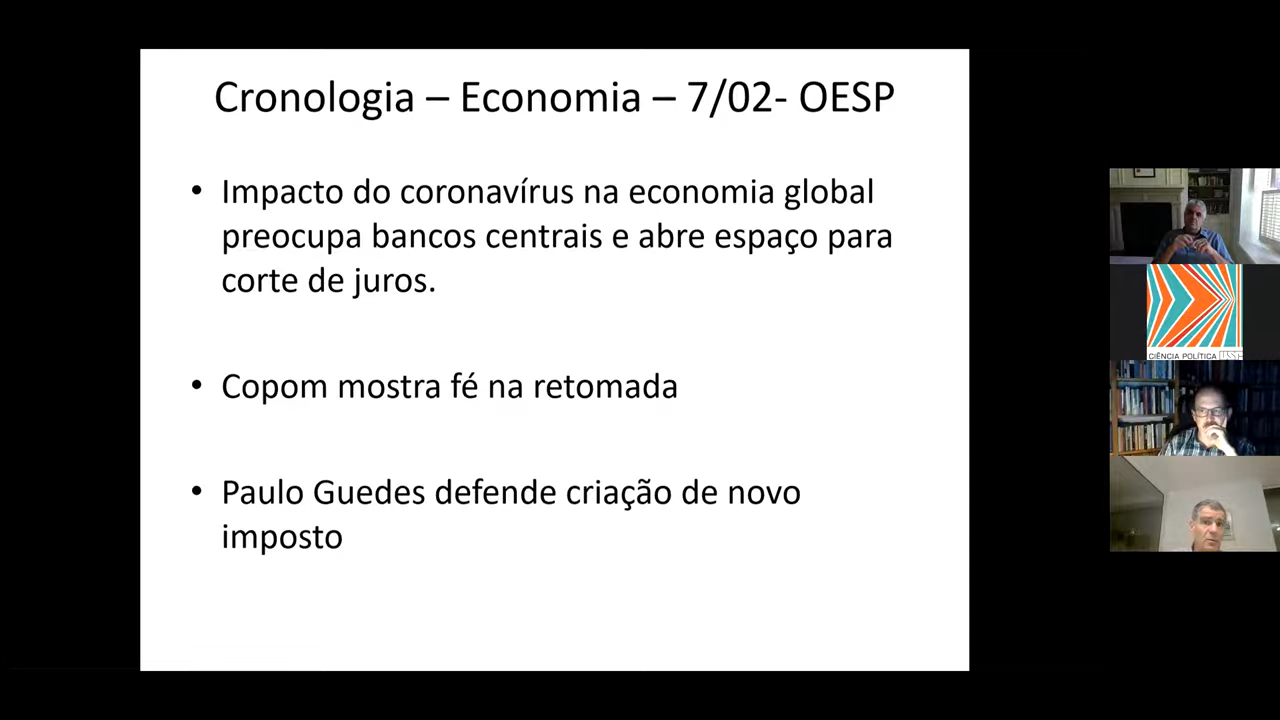 Cronologia – Economia – 7/02- OESP
• Impacto do coronavírus na economia global
preocupa bancos centrais e abre espaço para
corte de juros.
• Copom mostra fé na retomada
• Paulo Guedes defende criação de novo
imposto
CIÊNCIA POLÍTICA USP